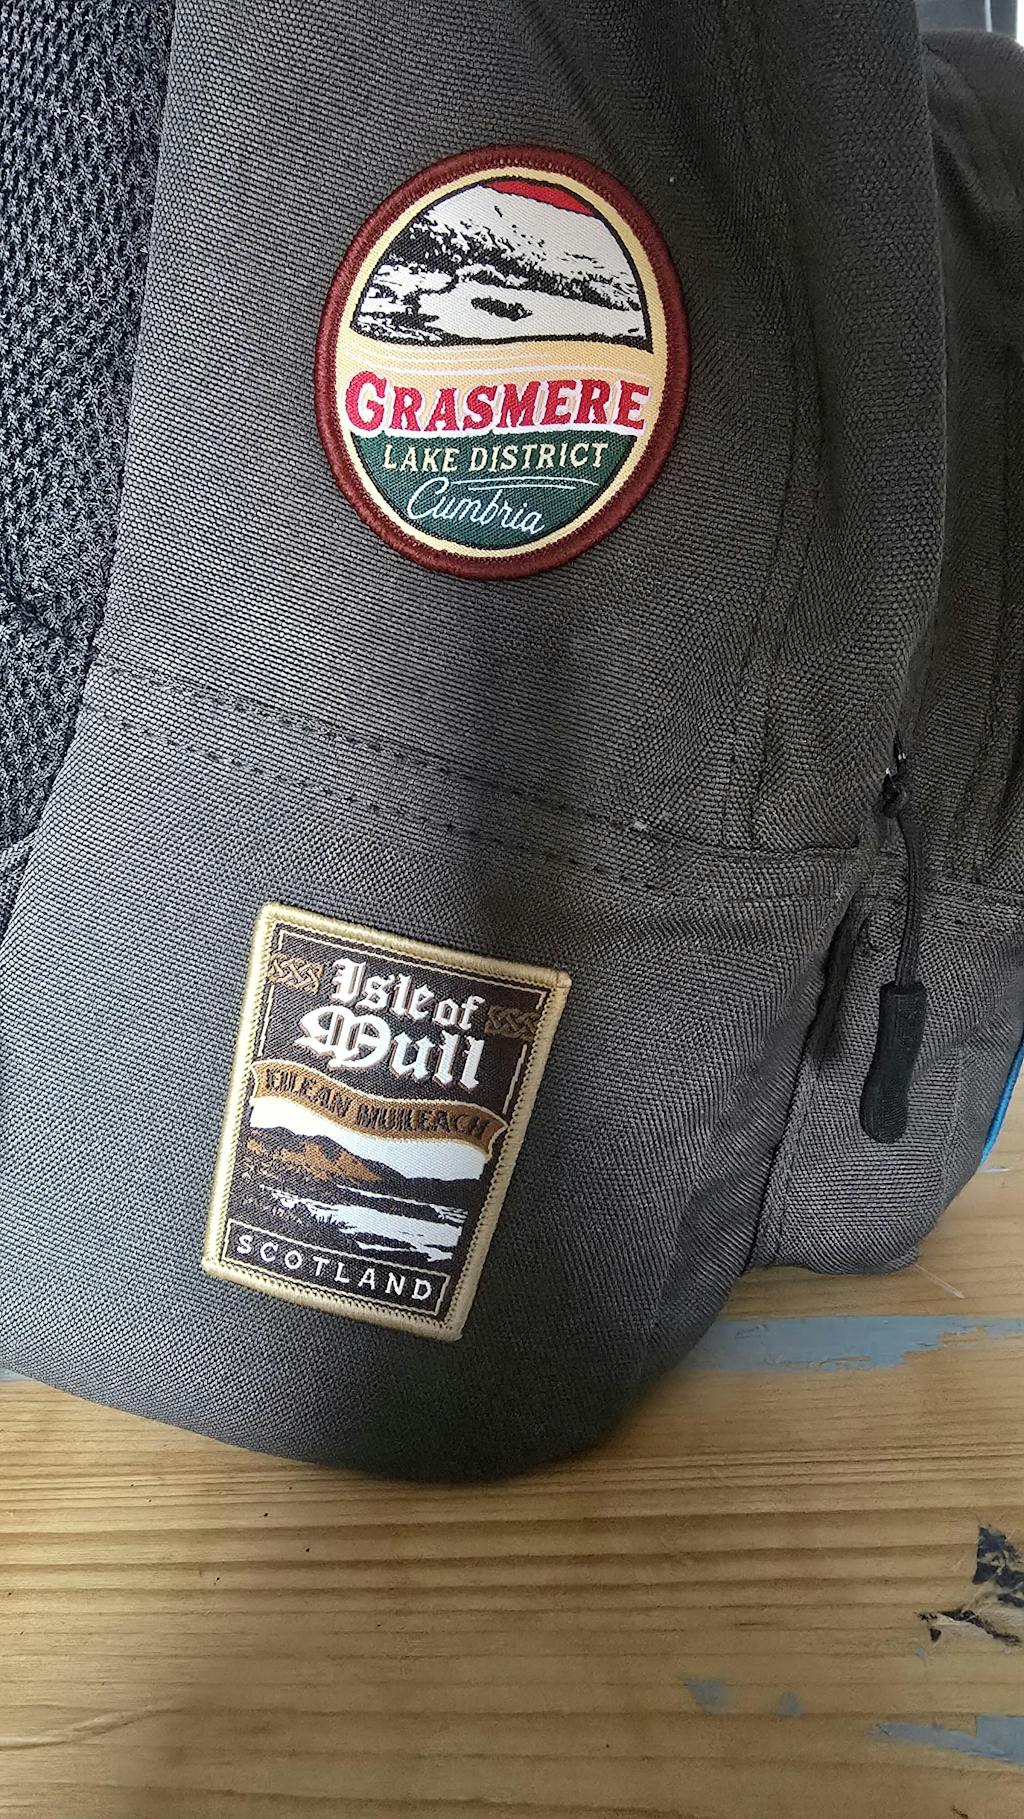 GRASMERE
LAKE DISTRICT
Cumbria
Isle of
Mull
EILEAN MUILEACH
SCOTLAND